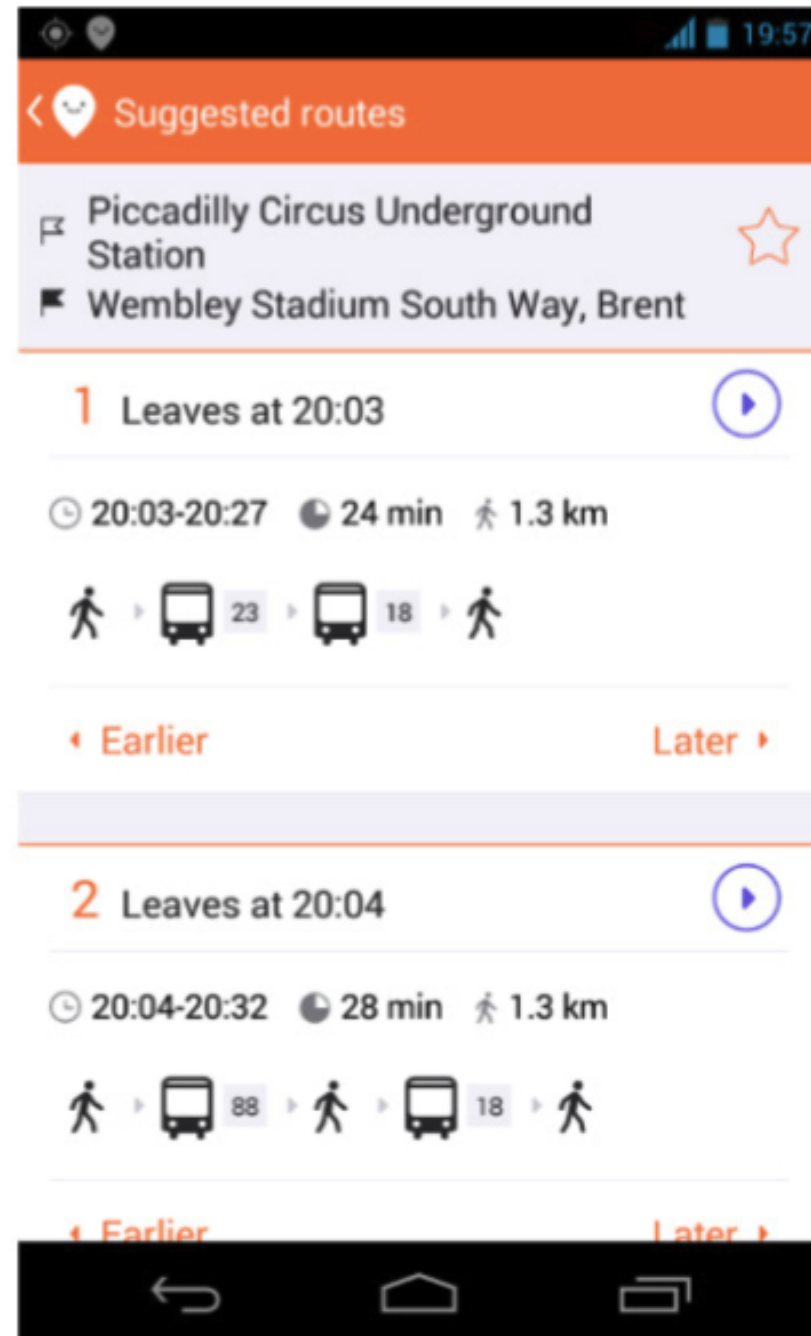 19:57
Suggested routes
Piccadilly Circus Underground
Station
Wembley Stadium South Way, Brent
1 Leaves at 20:03
20:03-20:27 24 min 1.3 km
23 18
Earlier Later
2 Leaves at 20:04
20:04-20:32 28 min 1.3 km
88 18
Earlier Later